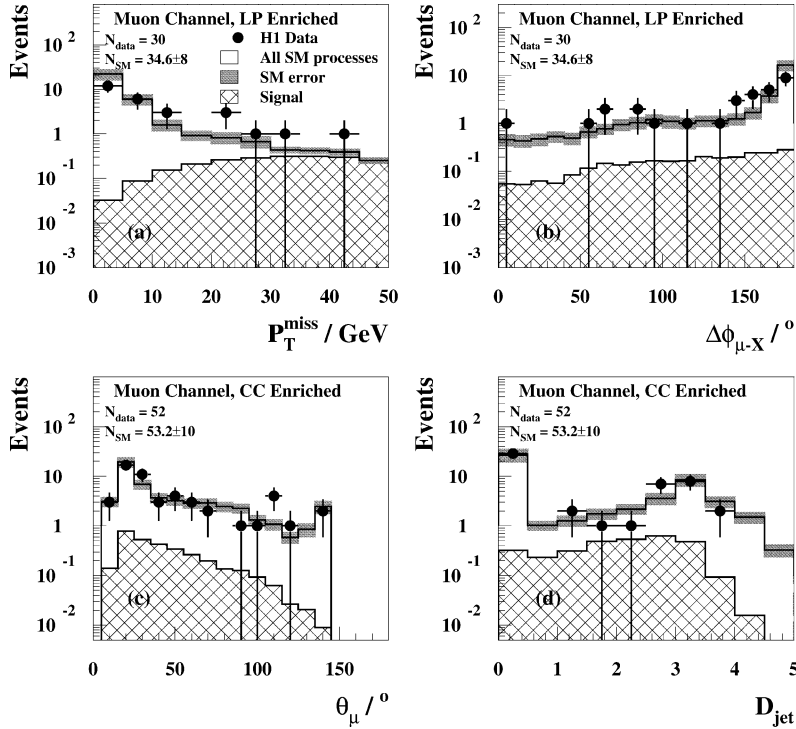 Muon Channel, LP Enriched
N_data = 30
N_SM = 34.6±8
H1 Data
All SM processes
SM error
Signal
Events
10^2
10
1
10^-1
10^-2
10^-3
(a)
0 10 20 30 40 50
P_T^miss / GeV
Muon Channel, LP Enriched
N_data = 30
N_SM = 34.6±8
Events
10^2
10
1
10^-1
10^-2
10^-3
(b)
0 50 100 150
Δϕ_μ-X / °
Muon Channel, CC Enriched
N_data = 52
N_SM = 53.2±10
Events
10^2
10
1
10^-1
10^-2
(c)
0 50 100 150
θ_μ / °
Muon Channel, CC Enriched
N_data = 52
N_SM = 53.2±10
Events
10^2
10
1
10^-1
10^-2
(d)
0 1 2 3 4 5
D_jet